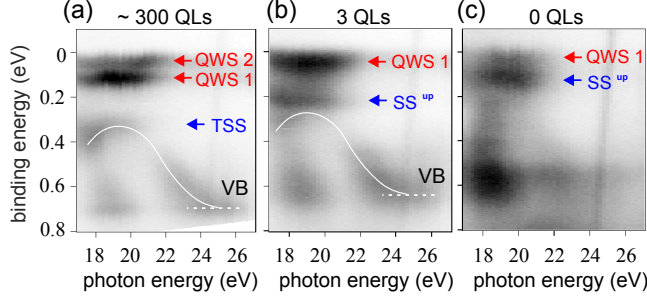 (a) ~ 300 QLs
(b) 3 QLs
(c) 0 QLs
binding energy (eV)
0
0.2
0.4
0.6
0.8
QWS 2
QWS 1
TSS
VB
18 20 22 24 26
photon energy (eV)
QWS 1
SS up
VB
18 20 22 24 26
photon energy (eV)
QWS 1
SS up
18 20 22 24 26
photon energy (eV)